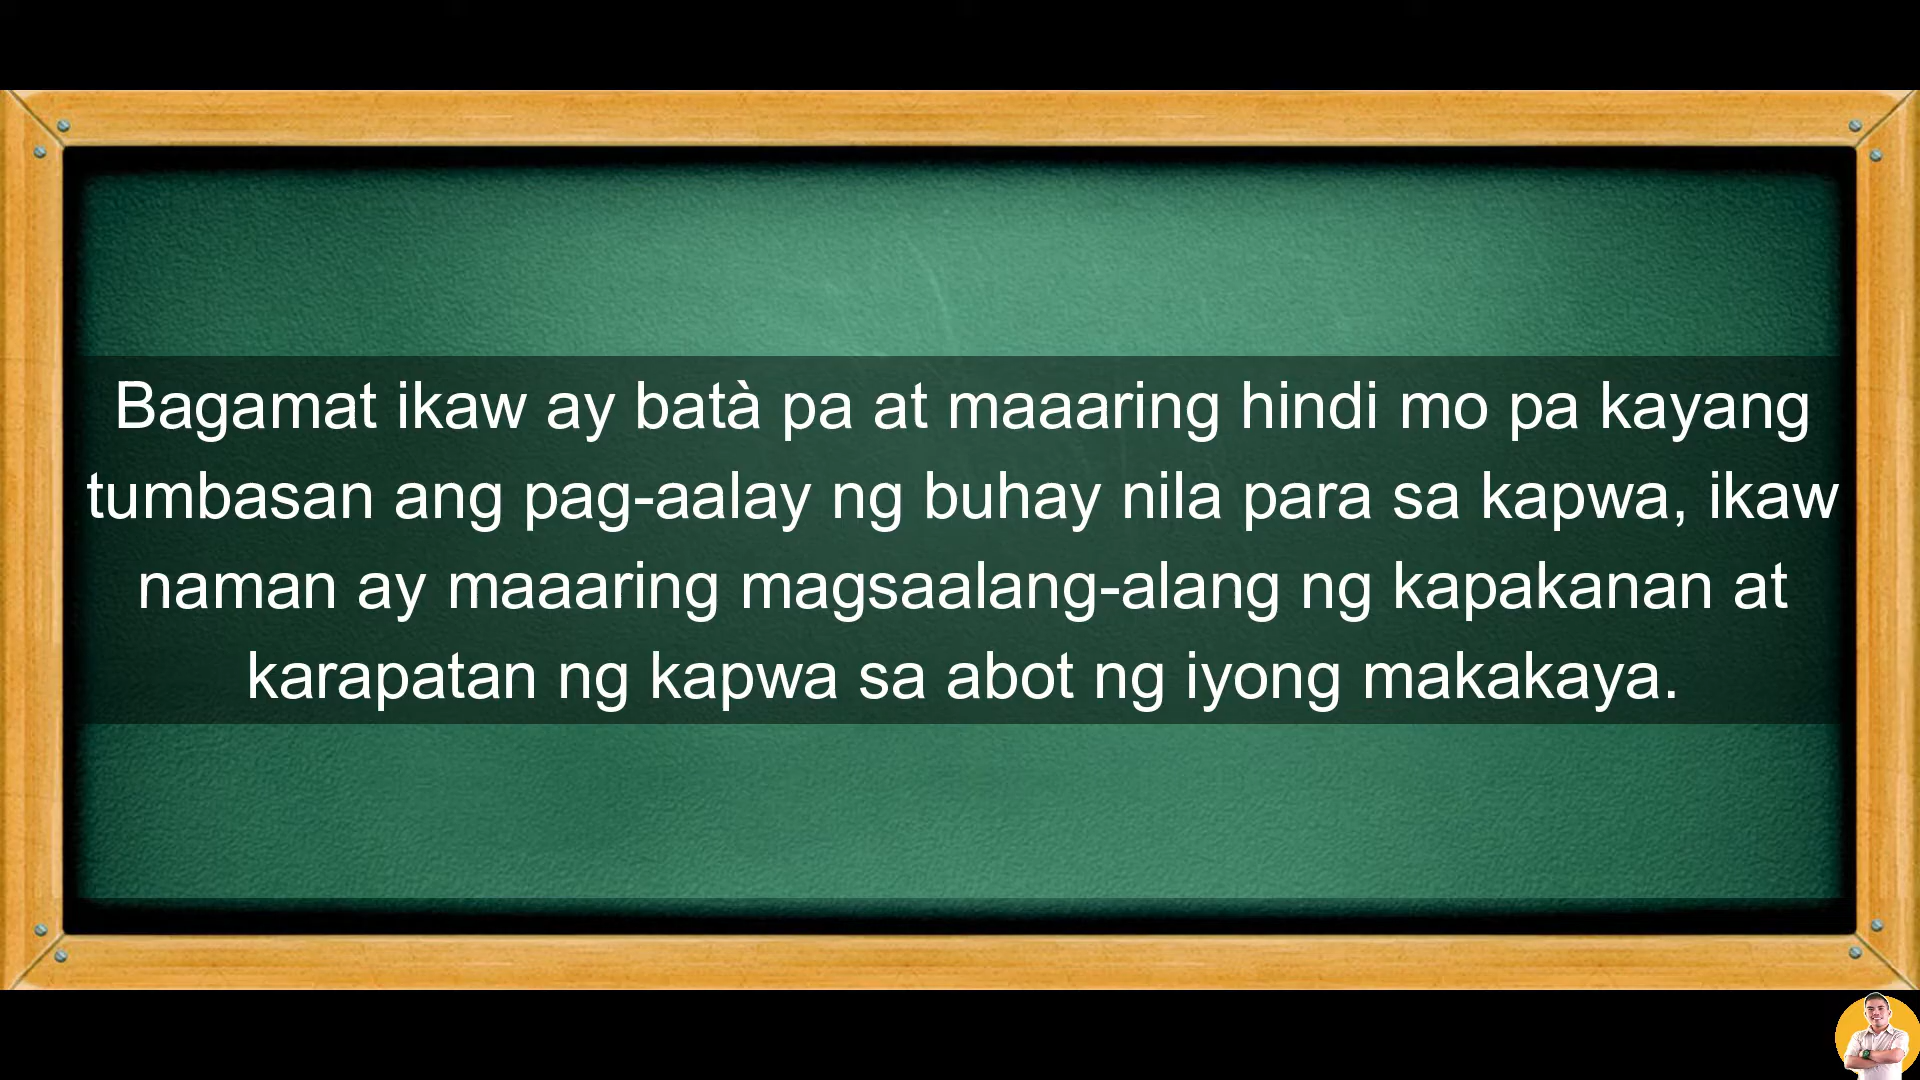 Bagamat ikaw ay batà pa at maaaring hindi mo pa kayang
tumbasan ang pag-aalay ng buhay nila para sa kapwa, ikaw
naman ay maaaring magsaalang-alang ng kapakanan at
karapatan ng kapwa sa abot ng iyong makakaya.